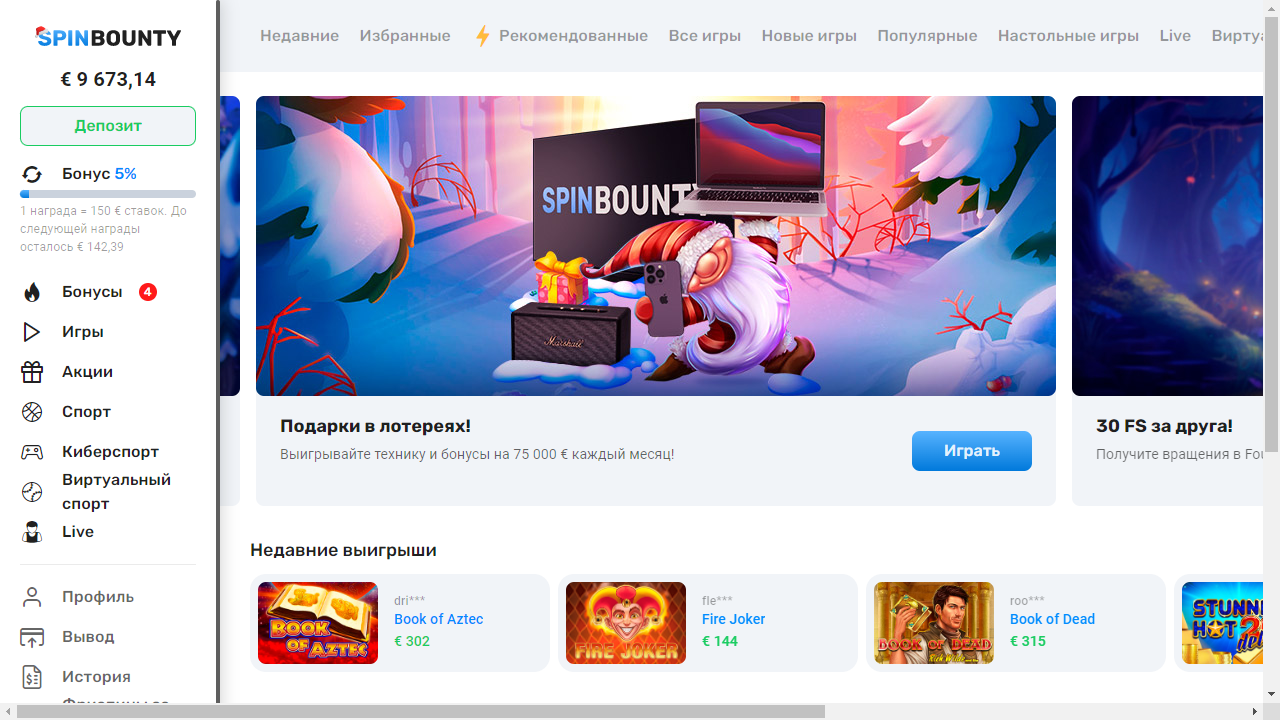 SPINBOUNTY
€ 9 673,14
Депозит
Бонус 5%
1 награда = 150 € ставок. До
следующей награды
осталось € 142,39
Бонусы 4
Игры
Акции
Спорт
Киберспорт
Виртуальный
спорт
Live
Профиль
Вывод
История
Недавние Избранные Рекомендованные Все игры Новые игры Популярные Настольные игры Live
SPINBOUNTY
Marshall
Подарки в лотереях!
Выигрывайте технику и бонусы на 75 000 € каждый месяц!
Играть
30 FS за друга!
Получите вращения в
Недавние выигрыши
BOOK OF AZTEC
dri***
Book of Aztec
€ 302
FIRE JOKER
fle***
Fire Joker
€ 144
BOOK OF DEAD
roo***
Book of Dead
€ 315
HOT